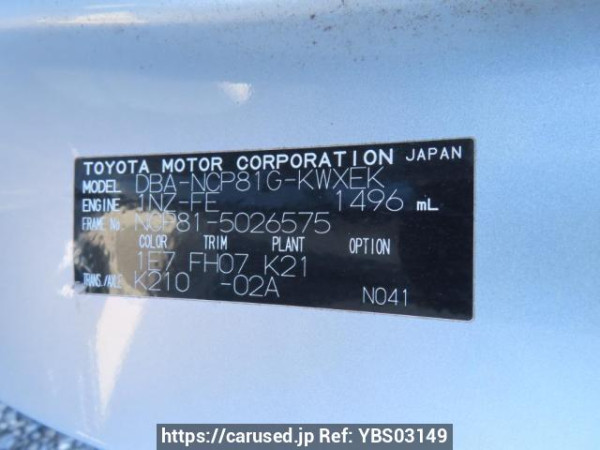 TOYOTA MOTOR CORPORATION JAPAN
MODEL DBA-NCP81G-KWXEK
ENGINE 1NZ-FE 1496 mL
FRAME No. NCP81-5026575
COLOR TRIM PLANT OPTION
1E7 FH07 K21
TRANS./AXLE K210 -02A N041
https://carused.jp Ref: YBS03149